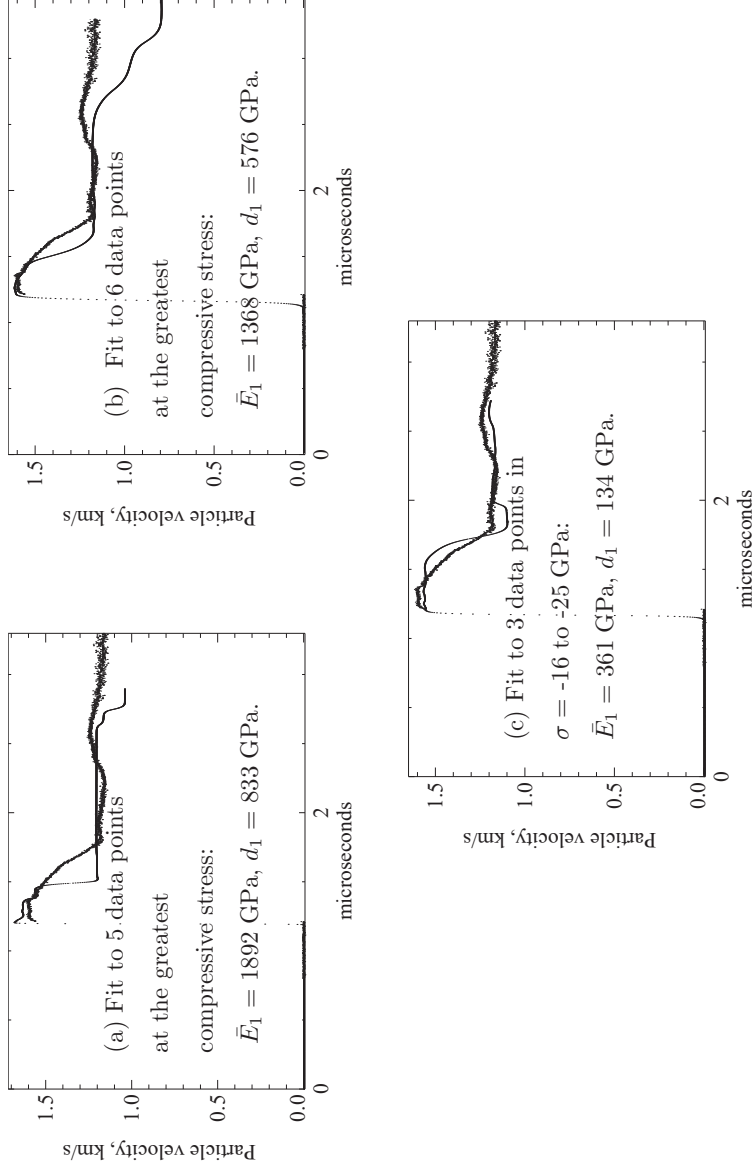 1.5
1.0
0.5
0.0
Particle velocity, km/s
(a) Fit to 5 data points
at the greatest
compressive stress:
Ē₁ = 1892 GPa, d₁ = 833 GPa.
0
2
microseconds
1.5
1.0
0.5
0.0
Particle velocity, km/s
(b) Fit to 6 data points
at the greatest
compressive stress:
Ē₁ = 1368 GPa, d₁ = 576 GPa.
0
2
microseconds
1.5
1.0
0.5
0.0
Particle velocity, km/s
(c) Fit to 3 data points in
σ = -16 to -25 GPa:
Ē₁ = 361 GPa, d₁ = 134 GPa.
0
2
microseconds